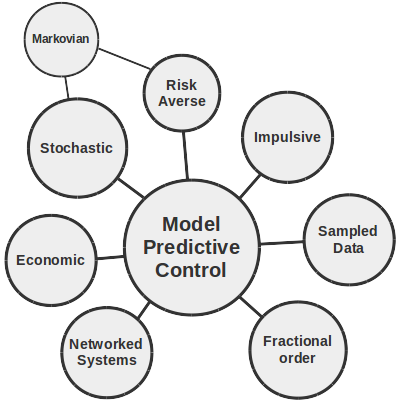 Markovian
Risk
Averse
Impulsive
Stochastic
Model
Predictive
Control
Sampled
Data
Economic
Networked
Systems
Fractional
order